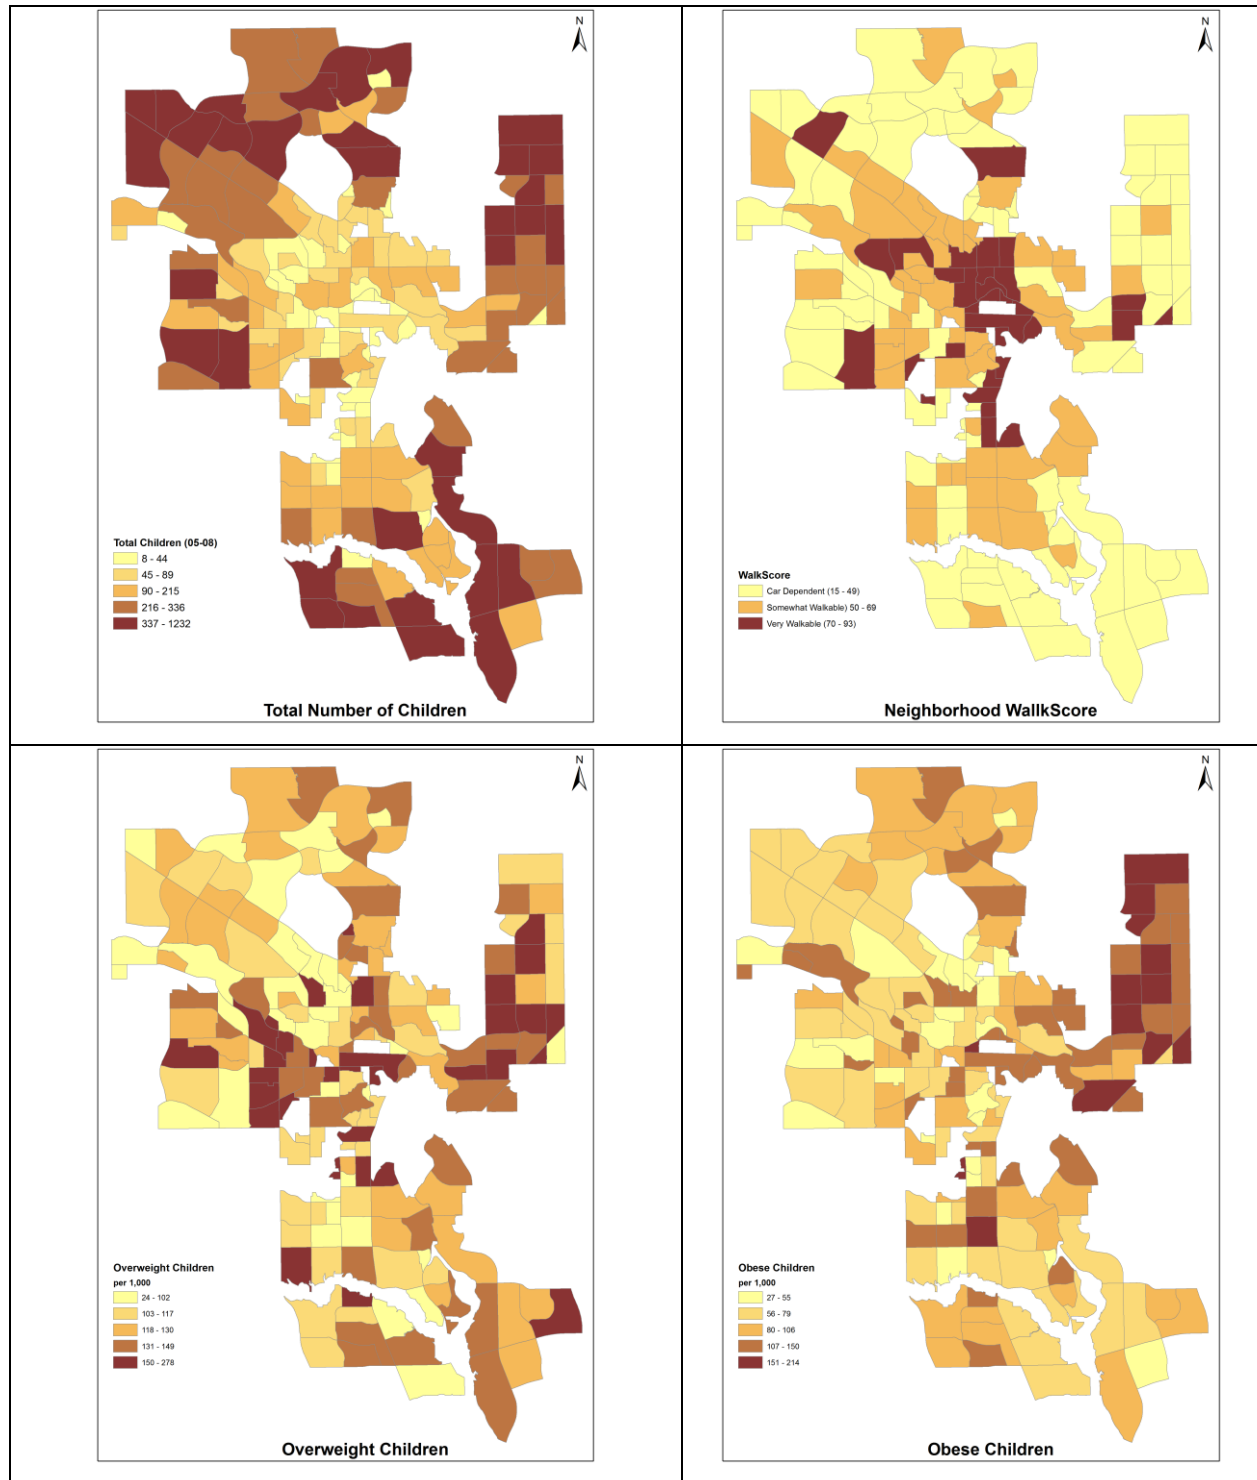 N
Total Children (05-08)
8 - 44
45 - 89
90 - 215
216 - 336
337 - 1232
Total Number of Children
N
WalkScore
Car Dependent (15 - 49)
Somewhat Walkable) 50 - 69
Very Walkable (70 - 93)
Neighborhood WallkScore
N
Overweight Children
per 1,000
24 - 102
103 - 117
118 - 130
131 - 149
150 - 278
Overweight Children
N
Obese Children
per 1,000
27 - 55
56 - 79
80 - 106
107 - 150
151 - 214
Obese Children